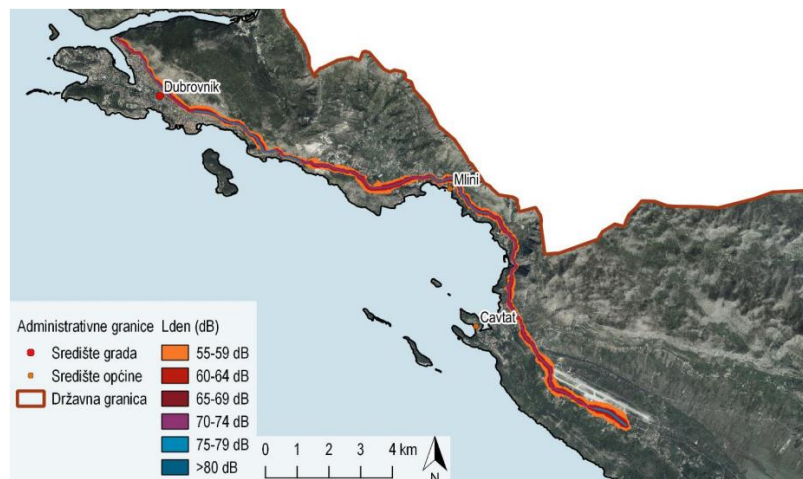 Dubrovnik
Mlini
Cavtat
Administrativne granice
Središte grada
Središte općine
Državna granica
Lden (dB)
55-59 dB
60-64 dB
65-69 dB
70-74 dB
75-79 dB
>80 dB
0 1 2 3 4 km
N